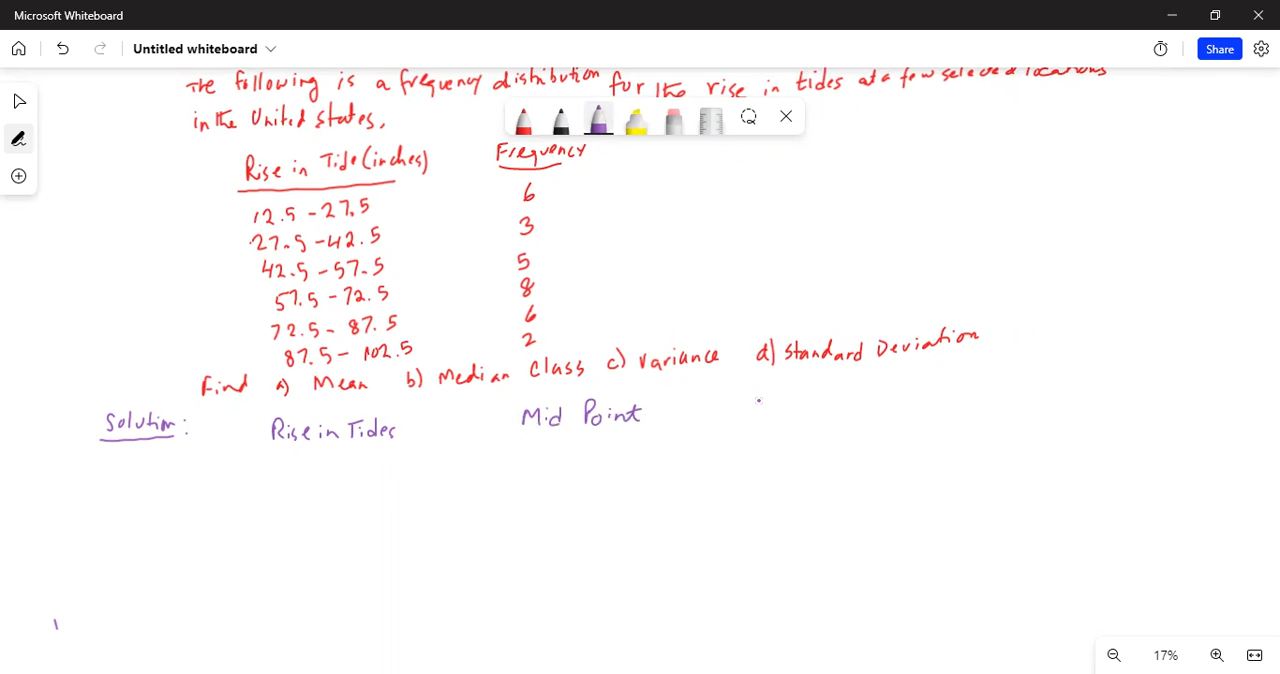 Microsoft Whiteboard
Untitled whiteboard
Share
The following is a frequency distribution for the rise in tides at a few selected locations
in the United States.
Rise in Tide (inches) Frequency
12.5 - 27.5 6
27.5 - 42.5 3
42.5 - 57.5 5
57.5 - 72.5 8
72.5 - 87.5 6
87.5 - 102.5 2
Find a) Mean b) Median Class c) Variance d) Standard Deviation
Solution: Rise in Tides Mid Point
17%